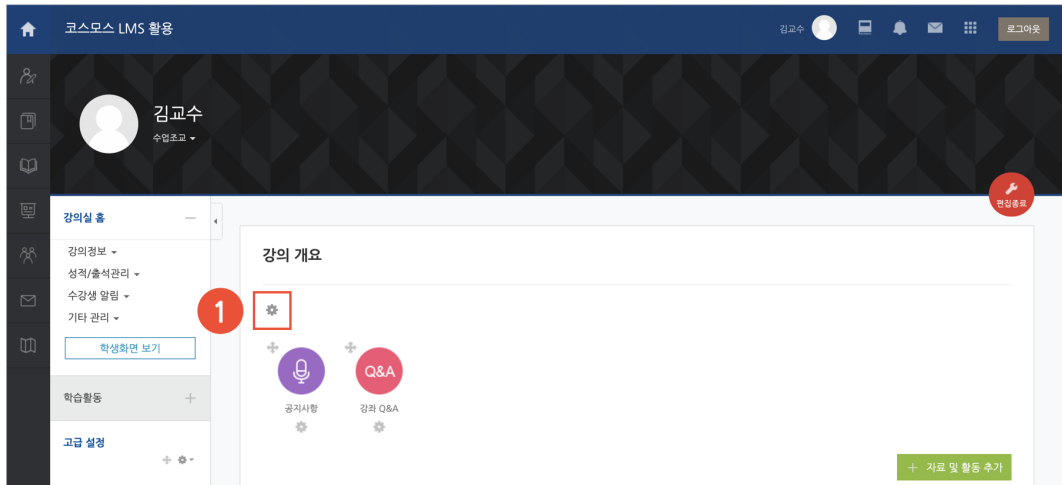 코스모스 LMS 활용
김교수
로그아웃
김교수
수업조교
편집종료
강의실 홈
강의정보
성적/출석관리
수강생 알림
기타 관리
학생화면 보기
학습활동
고급 설정
강의 개요
1
Q&A
공지사항
강좌 Q&A
+ 자료 및 활동 추가